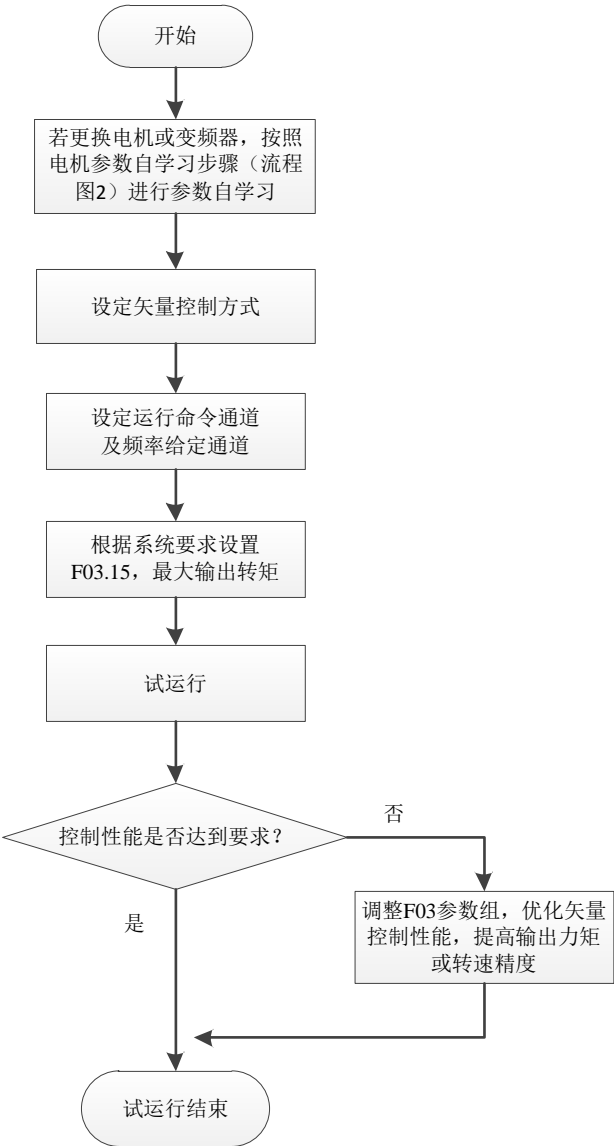 开始
若更换电机或变频器，按照
电机参数自学习步骤（流程
图2）进行参数自学习
设定矢量控制方式
设定运行命令通道
及频率给定通道
根据系统要求设置
F03.15，最大输出转矩
试运行
控制性能是否达到要求？
否
是
调整F03参数组，优化矢量
控制性能，提高输出力矩
或转速精度
试运行结束